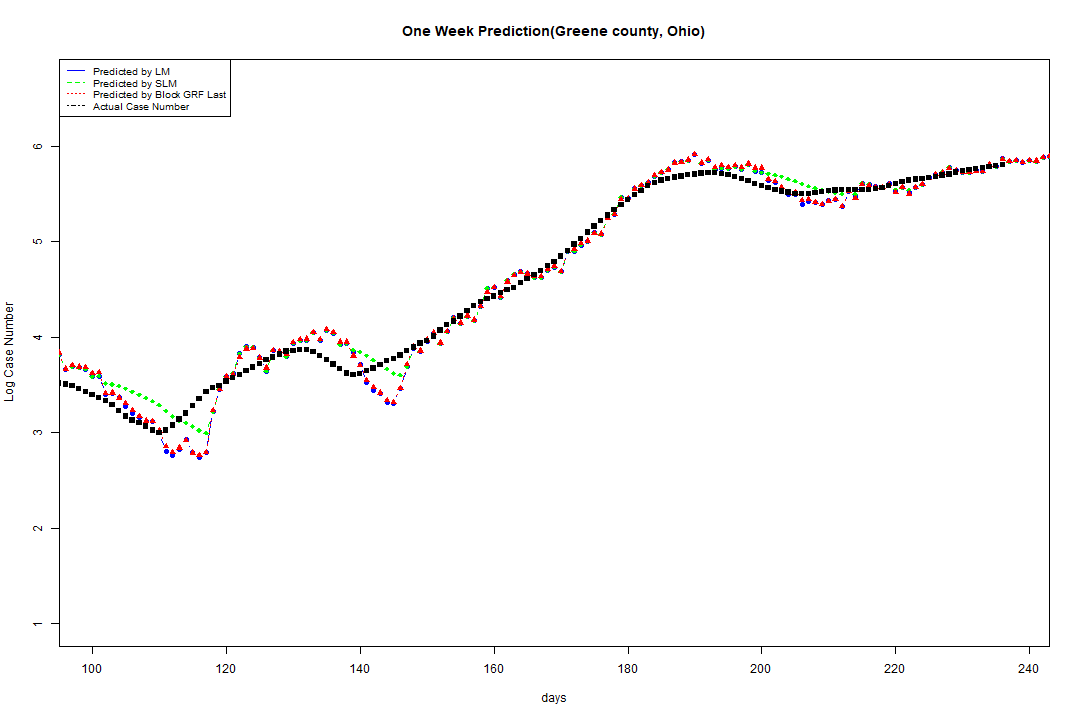 One Week Prediction(Greene county, Ohio)
Predicted by LM
Predicted by SLM
Predicted by Block GRF Last
Actual Case Number
6
5
4
3
2
1
Log Case Number
100 120 140 160 180 200 220 240
days